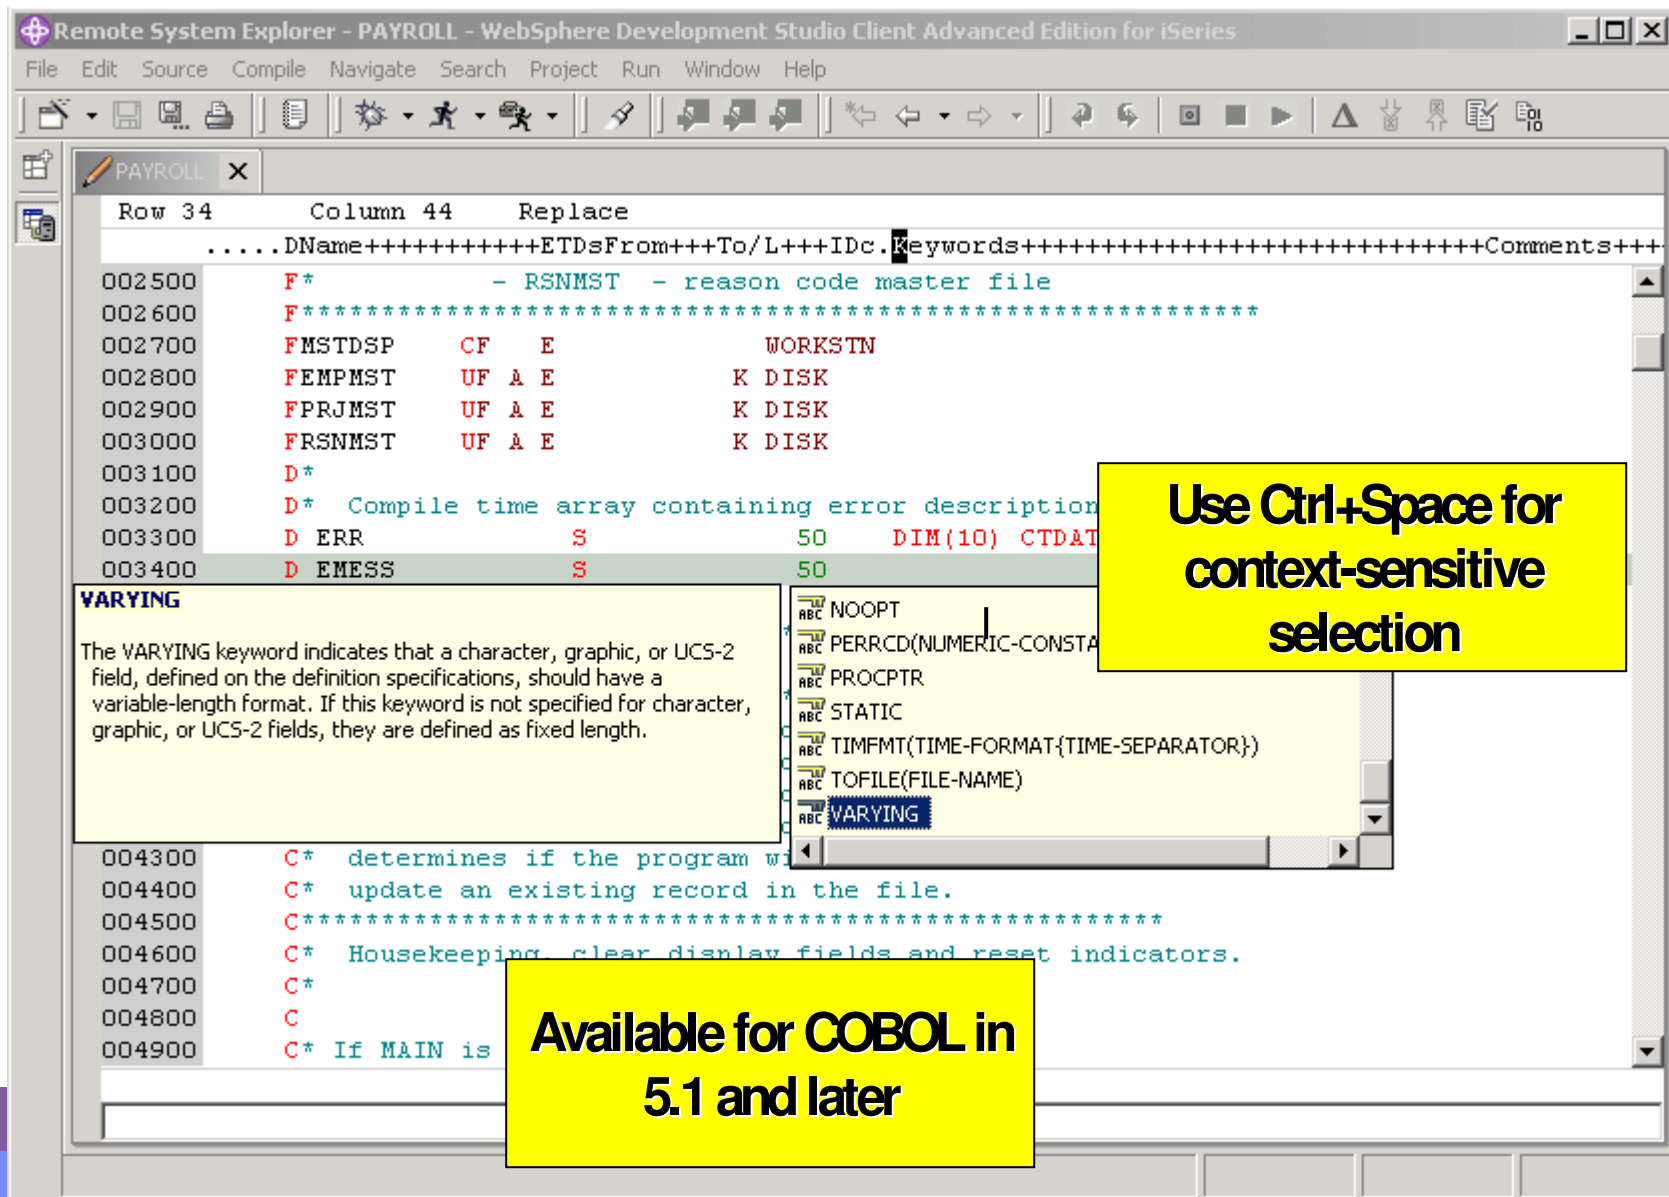 Remote System Explorer - PAYROLL - WebSphere Development Studio Client Advanced Edition for iSeries
File Edit Source Compile Navigate Search Project Run Window Help
PAYROLL
Row 34 Column 44 Replace
.....DName+++++++++++ETDsFrom+++To/L+++IDc.Keywords+++++++++++++++++++++++++++++Comments+++
002500 F* - RSNMST - reason code master file
002600 F************************************************************
002700 FMSTDSP CF E WORKSTN
002800 FEMPMST UF A E K DISK
002900 FPRJMST UF A E K DISK
003000 FRSNMST UF A E K DISK
003100 D*
003200 D* Compile time array containing error description
003300 D ERR S 50 DIM(10) CTDAT
003400 D EMESS S 50
Use Ctrl+Space for
context-sensitive
selection
VARYING
The VARYING keyword indicates that a character, graphic, or UCS-2
field, defined on the definition specifications, should have a
variable-length format. If this keyword is not specified for character,
graphic, or UCS-2 fields, they are defined as fixed length.
NOOPT
PERRCD(NUMERIC-CONSTA
PROCPTR
STATIC
TIMFMT(TIME-FORMAT{TIME-SEPARATOR})
TOFILE(FILE-NAME)
VARYING
004300 C* determines if the program wi
004400 C* update an existing record in the file.
004500 C******************************************************
004600 C* Housekeeping, clear display fields and reset indicators.
004700 C*
004800 C
004900 C* If MAIN is
Available for COBOL in
5.1 and later